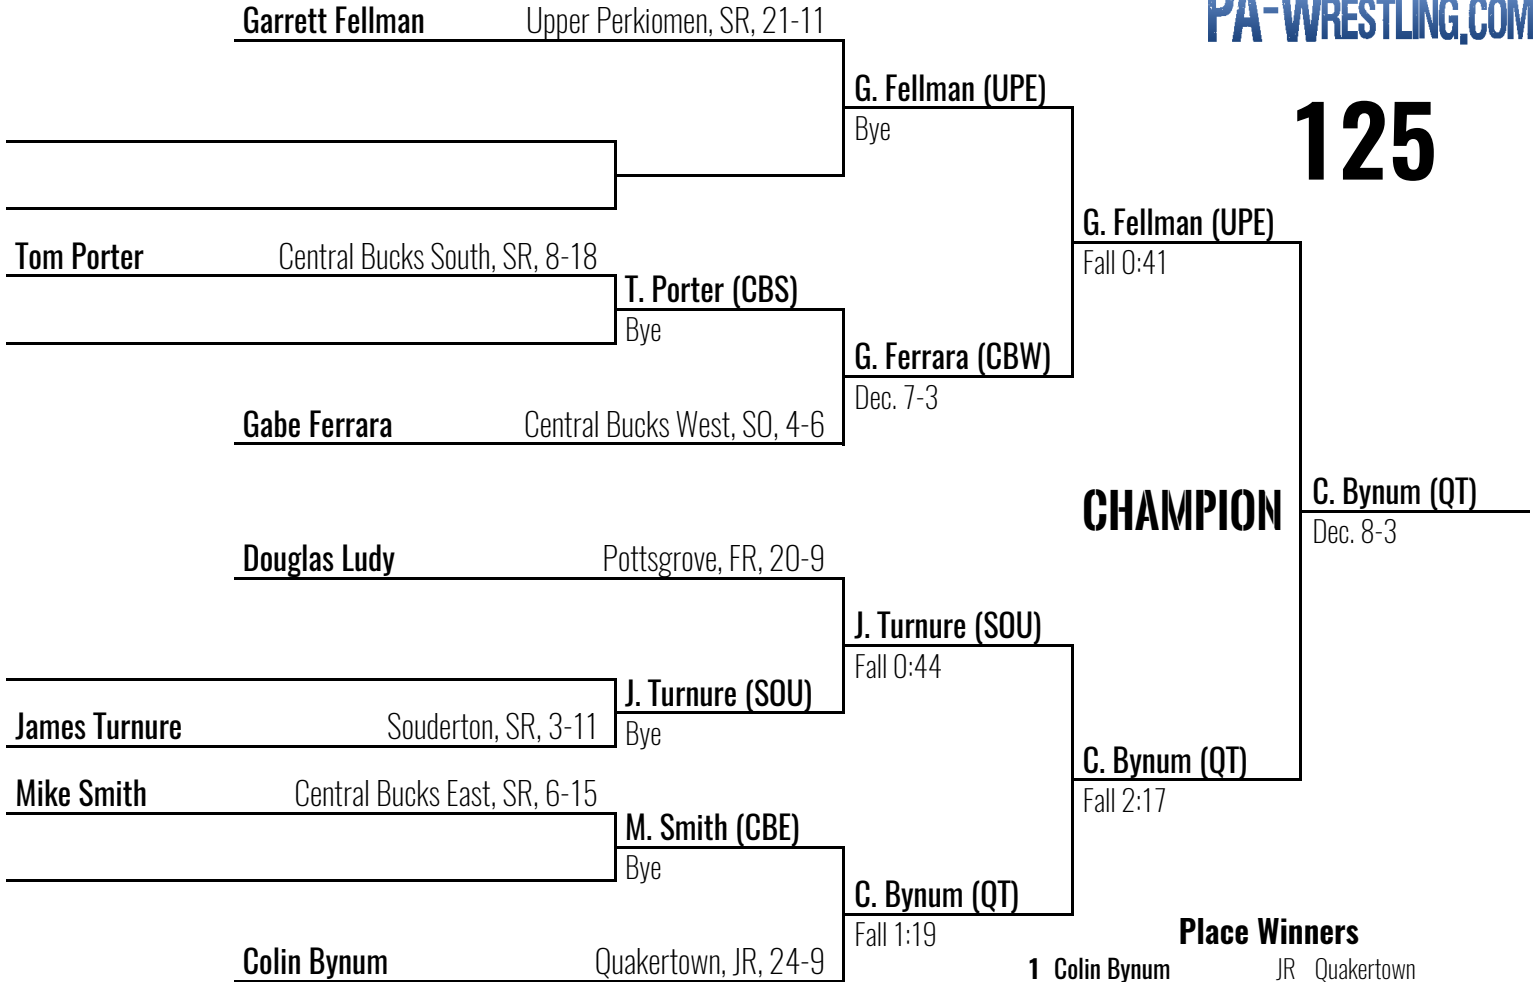 PA-WRESTLING.COM
125
Garrett Fellman Upper Perkiomen, SR, 21-11
G. Fellman (UPE)
Bye
G. Fellman (UPE)
Fall 0:41
Tom Porter Central Bucks South, SR, 8-18
T. Porter (CBS)
Bye
G. Ferrara (CBW)
Dec. 7-3
Gabe Ferrara Central Bucks West, SO, 4-6
CHAMPION
C. Bynum (QT)
Dec. 8-3
Douglas Ludy Pottsgrove, FR, 20-9
J. Turnure (SOU)
Fall 0:44
J. Turnure (SOU)
Bye
James Turnure Souderton, SR, 3-11
C. Bynum (QT)
Fall 2:17
Mike Smith Central Bucks East, SR, 6-15
M. Smith (CBE)
Bye
C. Bynum (QT)
Fall 1:19
Colin Bynum Quakertown, JR, 24-9
Place Winners
1 Colin Bynum JR Quakertown